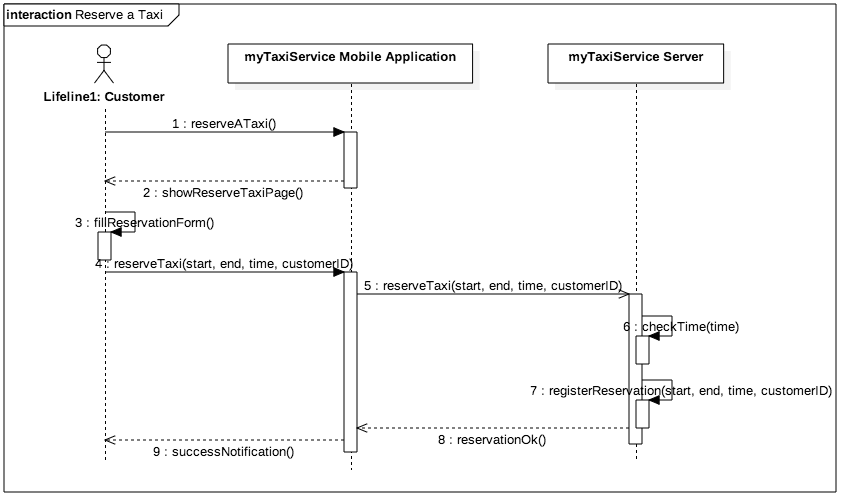 interaction Reserve a Taxi
myTaxiService Mobile Application
myTaxiService Server
Lifeline1: Customer
1 : reserveATaxi()
2 : showReserveTaxiPage()
3 : fillReservationForm()
4 : reserveTaxi(start, end, time, customerID)
5 : reserveTaxi(start, end, time, customerID)
6 : checkTime(time)
7 : registerReservation(start, end, time, customerID)
8 : reservationOk()
9 : successNotification()